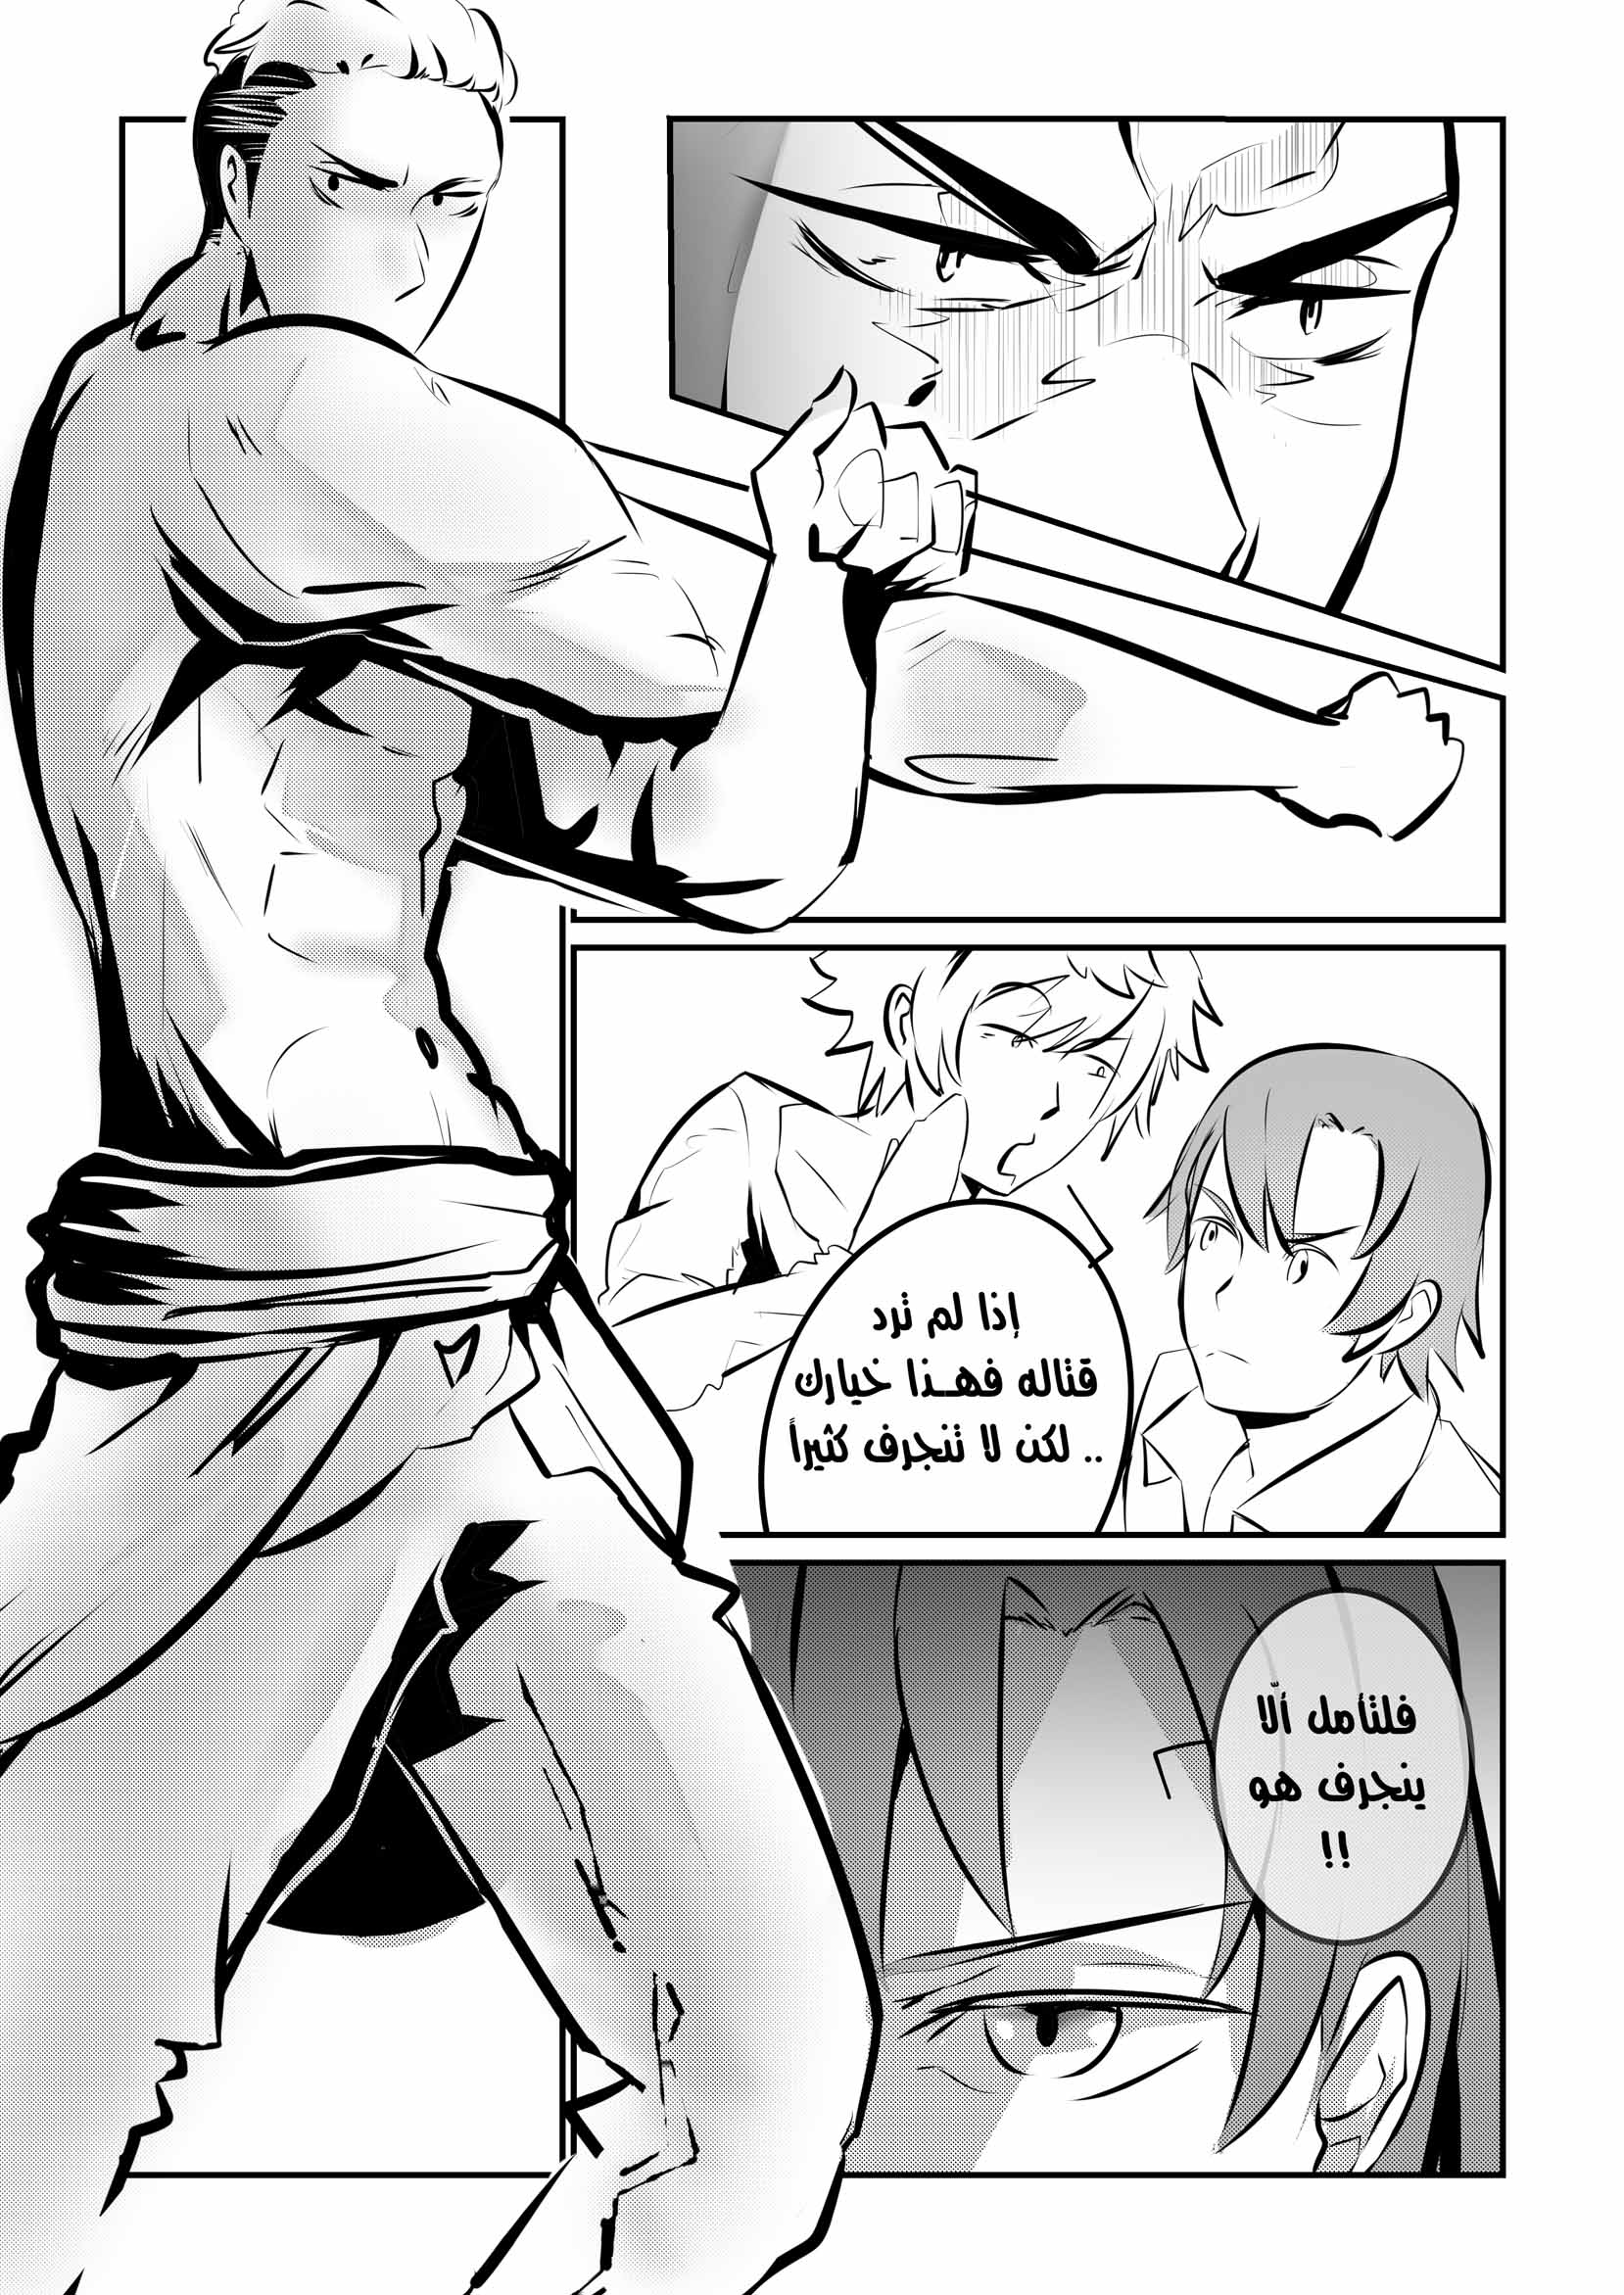 إذا لم ترد
قتاله فهـذا خيارك
.. لكن لا تنجرف كثيراً
فلتأمل ألّا
ينجرف هو
!!